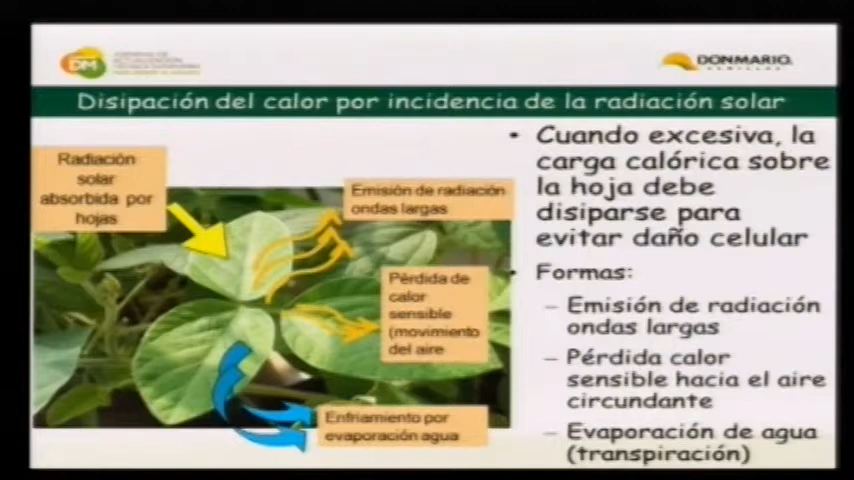 DM
DONMARIO.
SEMILLAS
Disipación del calor por incidencia de la radiación solar
Radiación
solar
absorbida por
hojas
Emisión de radiación
ondas largas
Pérdida de
calor
sensible
(movimiento
del aire
Enfriamiento por
evaporación agua
• Cuando excesiva, la
carga calórica sobre
la hoja debe
disiparse para
evitar daño celular
• Formas:
– Emisión de radiación
ondas largas
– Pérdida calor
sensible hacia el aire
circundante
– Evaporación de agua
(transpiración)